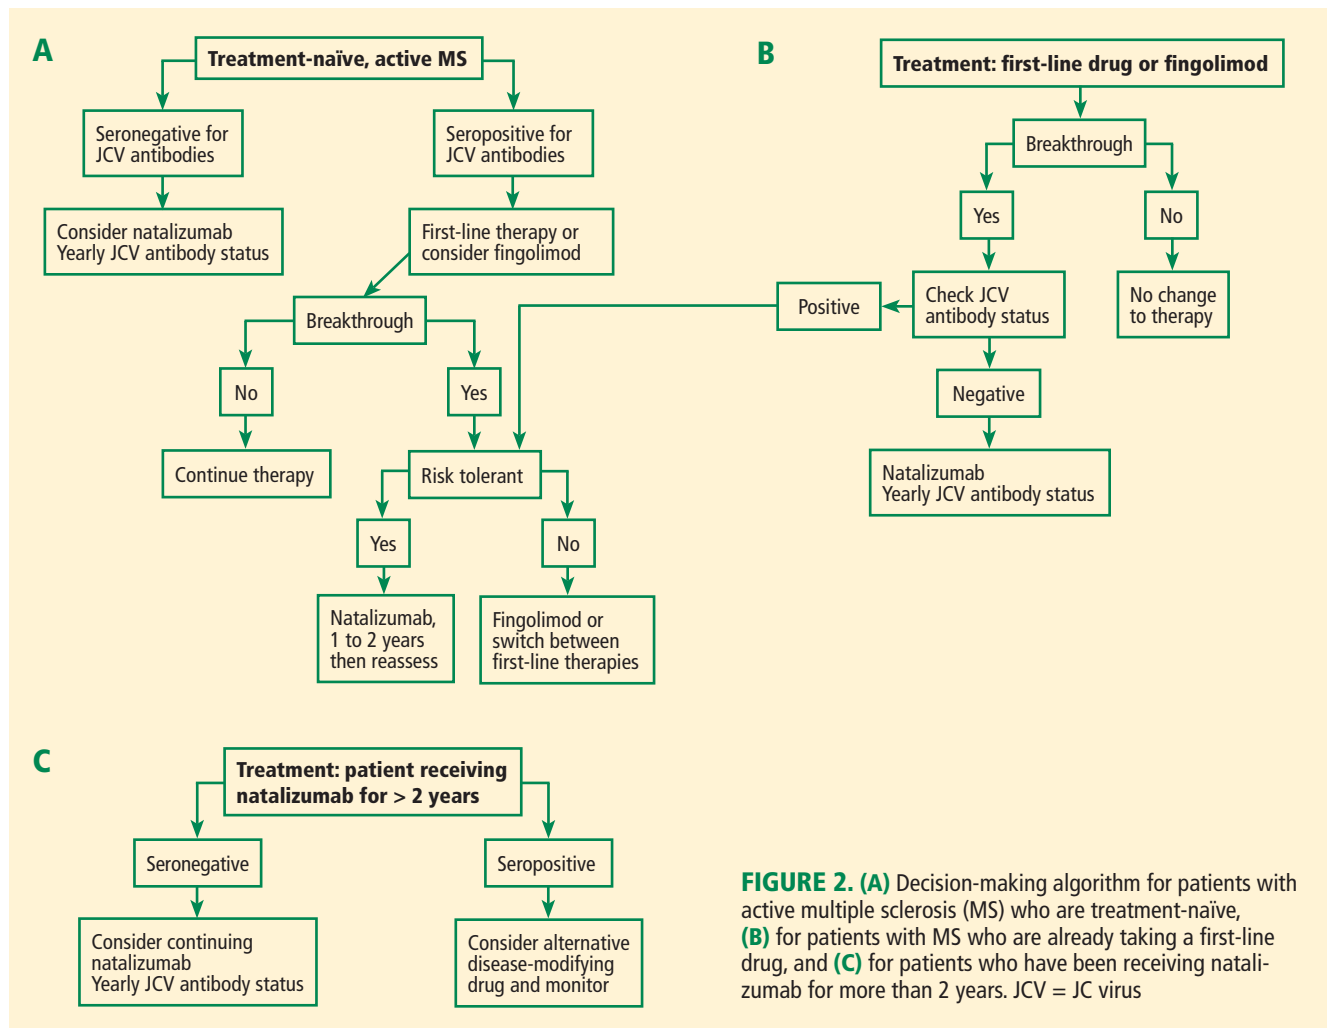 A
Treatment-naïve, active MS
Seronegative for
JCV antibodies
Seropositive for
JCV antibodies
Consider natalizumab
Yearly JCV antibody status
First-line therapy or
consider fingolimod
Breakthrough
No
Yes
Continue therapy
Risk tolerant
Yes
No
Natalizumab,
1 to 2 years
then reassess
Fingolimod or
switch between
first-line therapies
B
Treatment: first-line drug or fingolimod
Breakthrough
Yes
No
Positive
Check JCV
antibody status
No change
to therapy
Negative
Natalizumab
Yearly JCV antibody status
C
Treatment: patient receiving
natalizumab for > 2 years
Seronegative
Seropositive
Consider continuing
natalizumab
Yearly JCV antibody status
Consider alternative
disease-modifying
drug and monitor
FIGURE 2. (A) Decision-making algorithm for patients with
active multiple sclerosis (MS) who are treatment-naïve,
(B) for patients with MS who are already taking a first-line
drug, and (C) for patients who have been receiving natali-
zumab for more than 2 years. JCV = JC virus